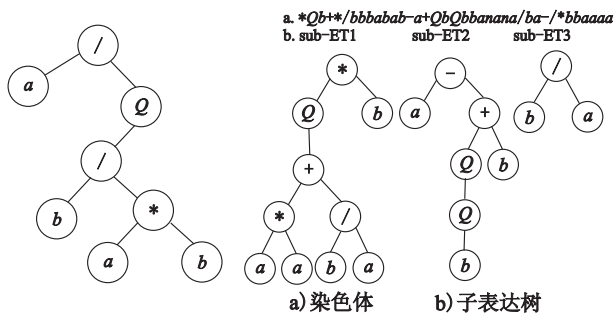 a. *Qb+*/bbbabab-a+QbQbbanana/ba-/*bbaaaa
b. sub-ET1 sub-ET2 sub-ET3
/
a
Q
/
b
*
a
b
*
Q
b
+
* /
a a b a
-
a
+
Q
b
Q
b
/
b a
a)染色体 b)子表达树